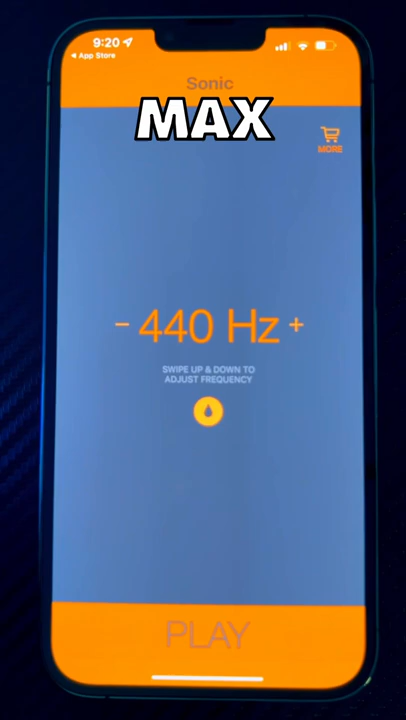 9:20
◀ App Store
Sonic
MAX
MORE
- 440 Hz +
SWIPE UP & DOWN TO
ADJUST FREQUENCY
PLAY